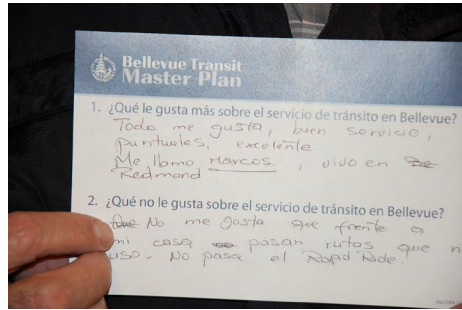 Bellevue Transit
Master Plan
1. ¿Qué le gusta más sobre el servicio de tránsito en Bellevue?
Todo me gusta, buen servicio,
puntuales, excelente
Me llamo Marcos. , vivo en
Redmond
2. ¿Qué no le gusta sobre el servicio de tránsito en Bellevue?
No me gusta que frente a
mi casa pasan rutas que n
uso. No pasa el Rapid Ride.